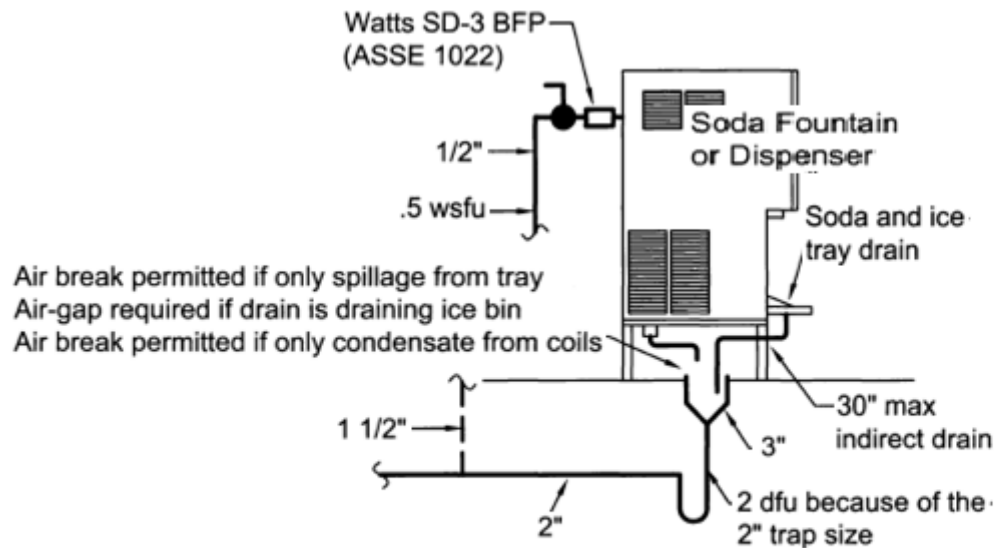 Watts SD-3 BFP
(ASSE 1022)
Soda Fountain
or Dispenser
1/2"
.5 wsfu
Soda and ice
tray drain
Air break permitted if only spillage from tray
Air-gap required if drain is draining ice bin
Air break permitted if only condensate from coils
30" max
indirect drain
1 1/2"
3"
2"
2 dfu because of the
2" trap size